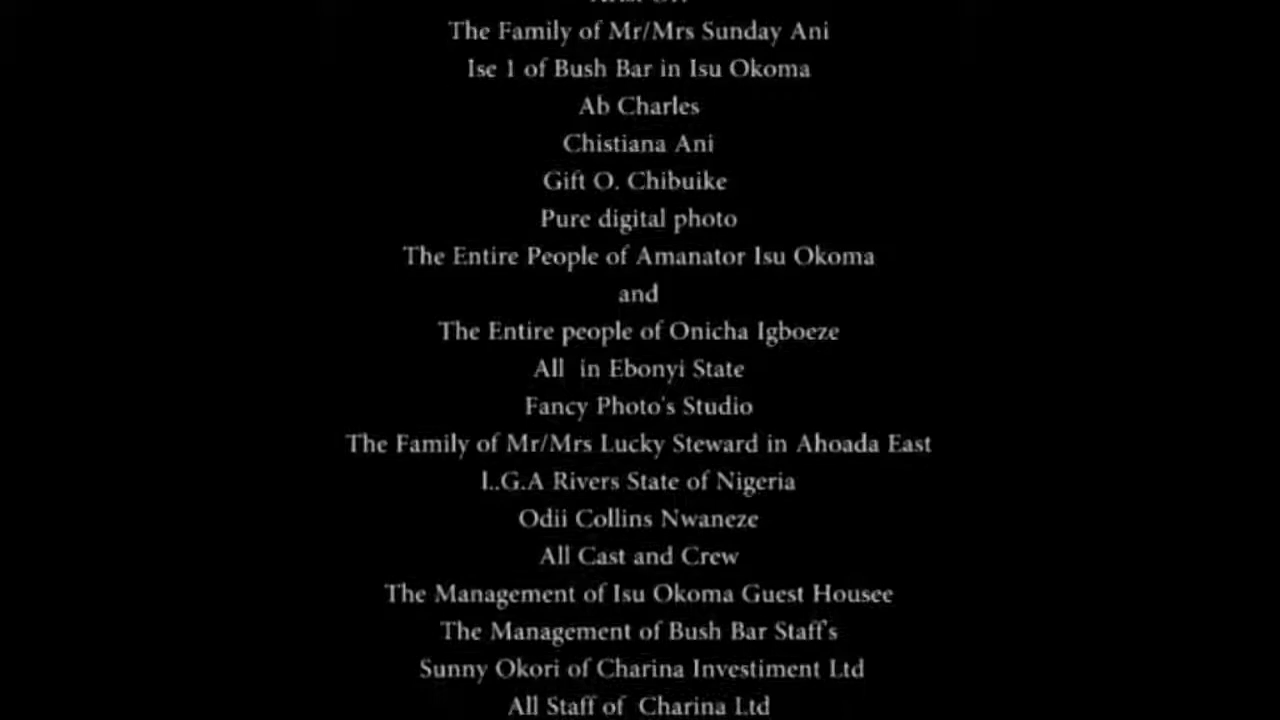 The Family of Mr/Mrs Sunday Ani
Ise 1 of Bush Bar in Isu Okoma
Ab Charles
Chistiana Ani
Gift O. Chibuike
Pure digital photo
The Entire People of Amanator Isu Okoma
and
The Entire people of Onicha Igboeze
All in Ebonyi State
Fancy Photo's Studio
The Family of Mr/Mrs Lucky Steward in Ahoada East
L.G.A Rivers State of Nigeria
Odii Collins Nwaneze
All Cast and Crew
The Management of Isu Okoma Guest Housee
The Management of Bush Bar Staff's
Sunny Okori of Charina Investiment Ltd
All Staff of Charina Ltd